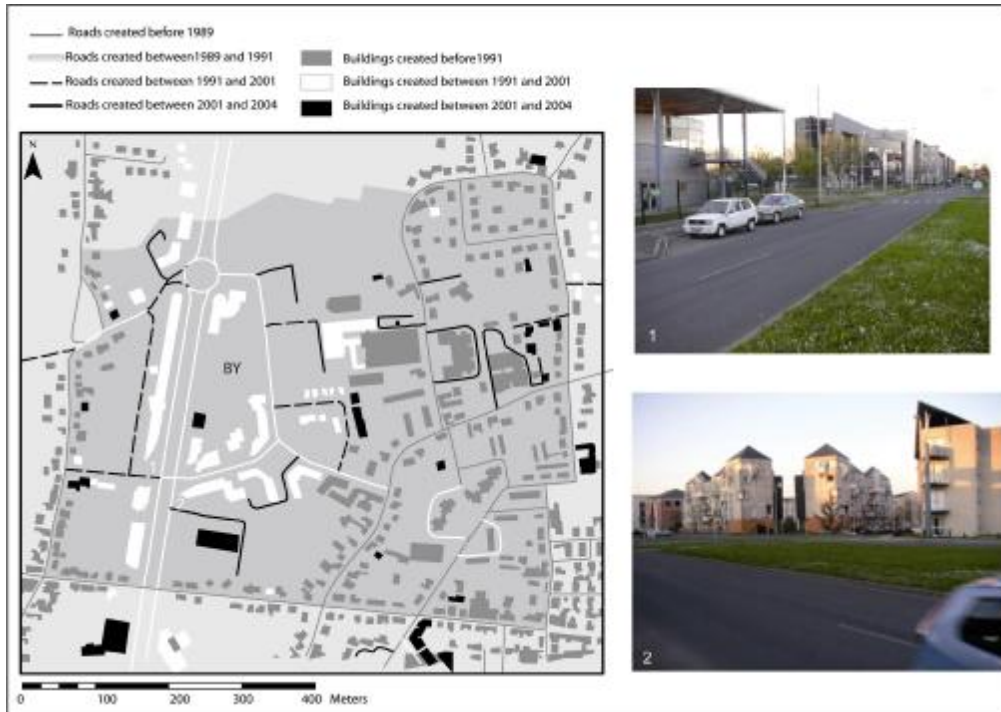 Roads created before 1989
Roads created between1989 and 1991
Roads created between 1991 and 2001
Roads created between 2001 and 2004
Buildings created before1991
Buildings created between 1991 and 2001
Buildings created between 2001 and 2004
N
BY
0 100 200 300 400 Meters
1
2